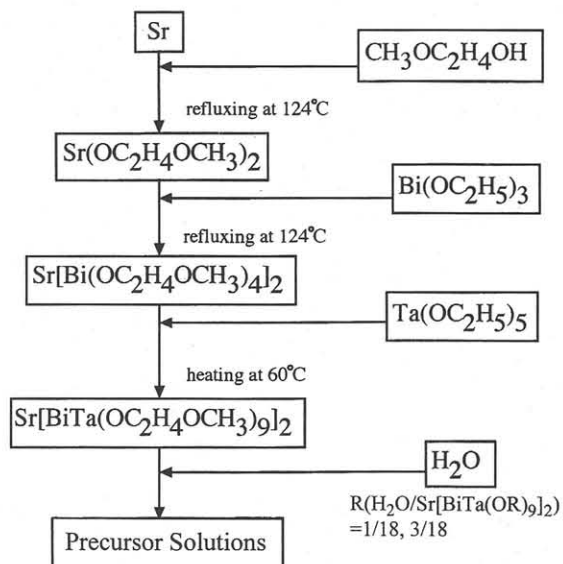 Sr
CH₃OC₂H₄OH
refluxing at 124°C
Sr(OC₂H₄OCH₃)₂
Bi(OC₂H₅)₃
refluxing at 124°C
Sr[Bi(OC₂H₄OCH₃)₄]₂
Ta(OC₂H₅)₅
heating at 60°C
Sr[BiTa(OC₂H₄OCH₃)₉]₂
H₂O
R(H₂O/Sr[BiTa(OR)₉]₂)
=1/18, 3/18
Precursor Solutions